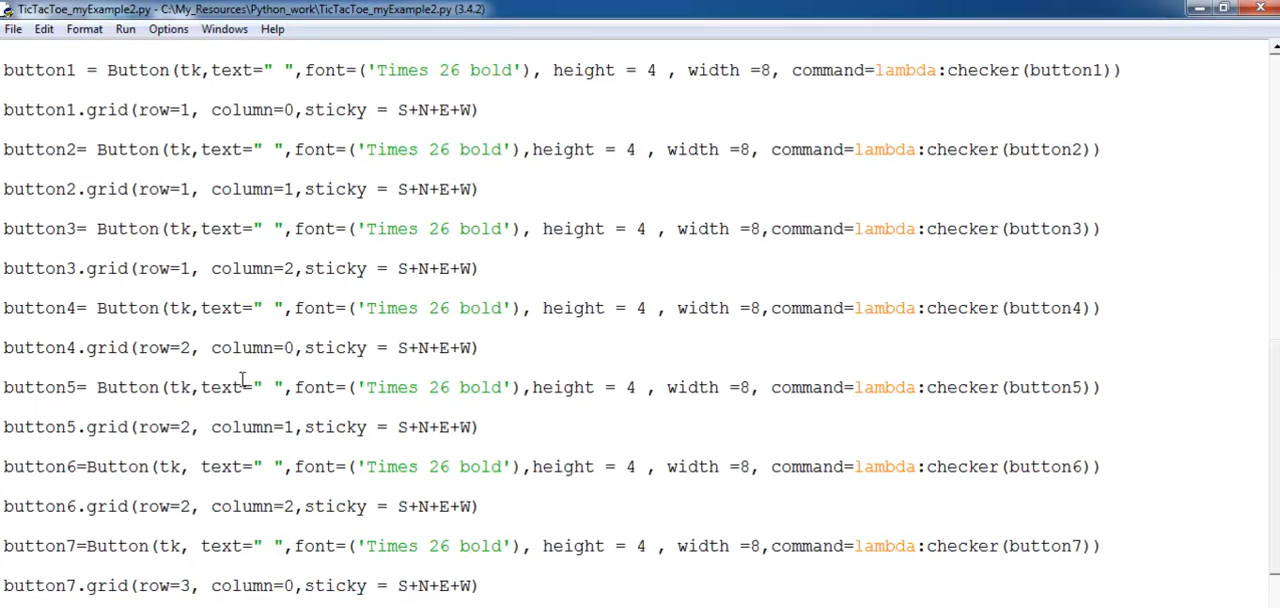 TicTacToe_myExample2.py - C:\My_Resources\Python_work\TicTacToe_myExample2.py (3.4.2)
File Edit Format Run Options Windows Help
button1 = Button(tk,text=" ",font=('Times 26 bold'), height = 4 , width =8, command=lambda:checker(button1))
button1.grid(row=1, column=0,sticky = S+N+E+W)
button2= Button(tk,text=" ",font=('Times 26 bold'),height = 4 , width =8, command=lambda:checker(button2))
button2.grid(row=1, column=1,sticky = S+N+E+W)
button3= Button(tk,text=" ",font=('Times 26 bold'), height = 4 , width =8,command=lambda:checker(button3))
button3.grid(row=1, column=2,sticky = S+N+E+W)
button4= Button(tk,text=" ",font=('Times 26 bold'), height = 4 , width =8,command=lambda:checker(button4))
button4.grid(row=2, column=0,sticky = S+N+E+W)
button5= Button(tk,text=" ",font=('Times 26 bold'),height = 4 , width =8, command=lambda:checker(button5))
button5.grid(row=2, column=1,sticky = S+N+E+W)
button6=Button(tk, text=" ",font=('Times 26 bold'),height = 4 , width =8, command=lambda:checker(button6))
button6.grid(row=2, column=2,sticky = S+N+E+W)
button7=Button(tk, text=" ",font=('Times 26 bold'), height = 4 , width =8,command=lambda:checker(button7))
button7.grid(row=3, column=0,sticky = S+N+E+W)